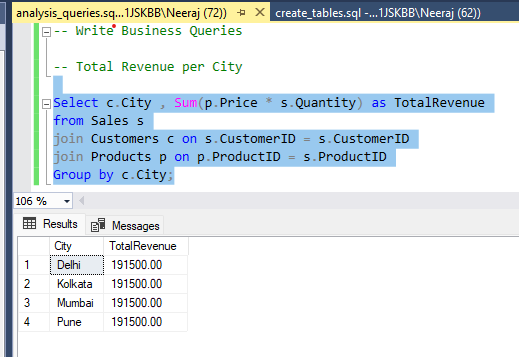 analysis_queries.sq...1JSKBB\Neeraj (72))
create_tables.sql -...1JSKBB\Neeraj (62))
-- Write Business Queries
-- Total Revenue per City
Select c.City , Sum(p.Price * s.Quantity) as TotalRevenue
from Sales s
join Customers c on s.CustomerID = s.CustomerID
join Products p on p.ProductID = s.ProductID
Group by c.City;
106 %
Results Messages
City TotalRevenue
1 Delhi 191500.00
2 Kolkata 191500.00
3 Mumbai 191500.00
4 Pune 191500.00